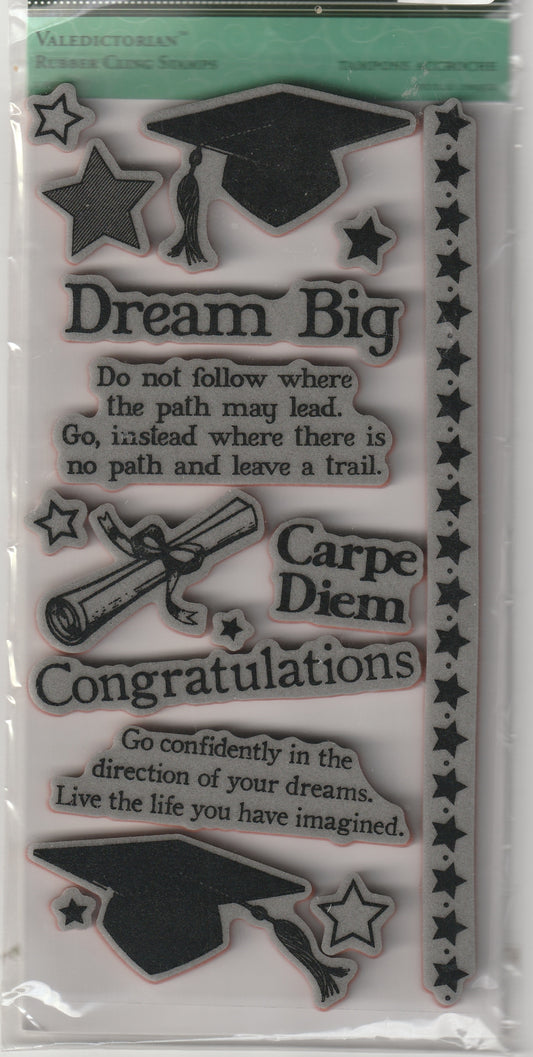 VALEDICTORIAN™
RUBBER CLING STAMPS
TAMPONS ACCROCHE
Dream Big
Do not follow where
the path may lead.
Go, instead where there is
no path and leave a trail.
Carpe
Diem
Congratulations
Go confidently in the
direction of your dreams.
Live the life you have imagined.